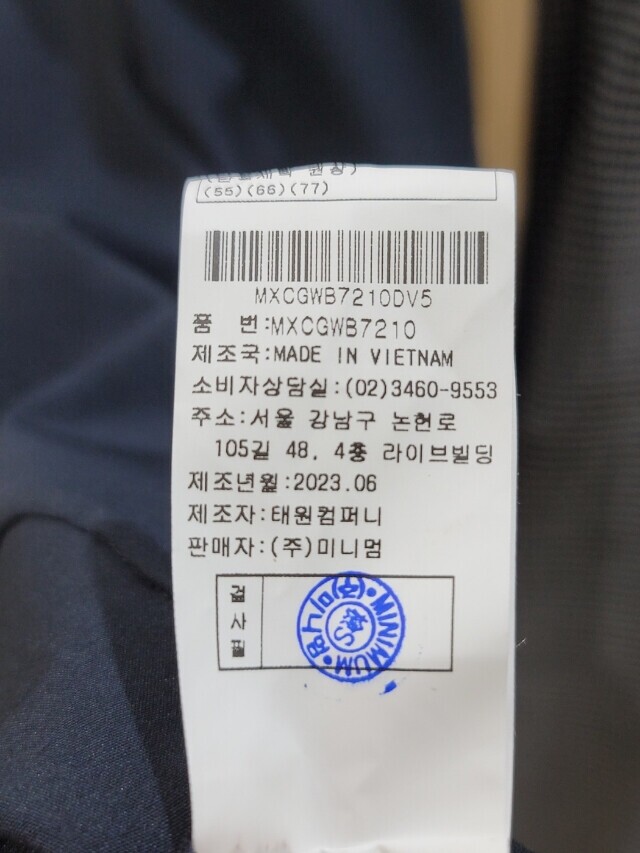 (55)(66)(77)
MXCGWB7210DV5
품 번:MXCGWB7210
제조국:MADE IN VIETNAM
소비자상담실:(02)3460-9553
주소:서울 강남구 논현로
105길 48, 4층 라이브빌딩
제조년월:2023.06
제조자:태원컴퍼니
판매자:(주)미니멈
검
사
필
MINIMUM